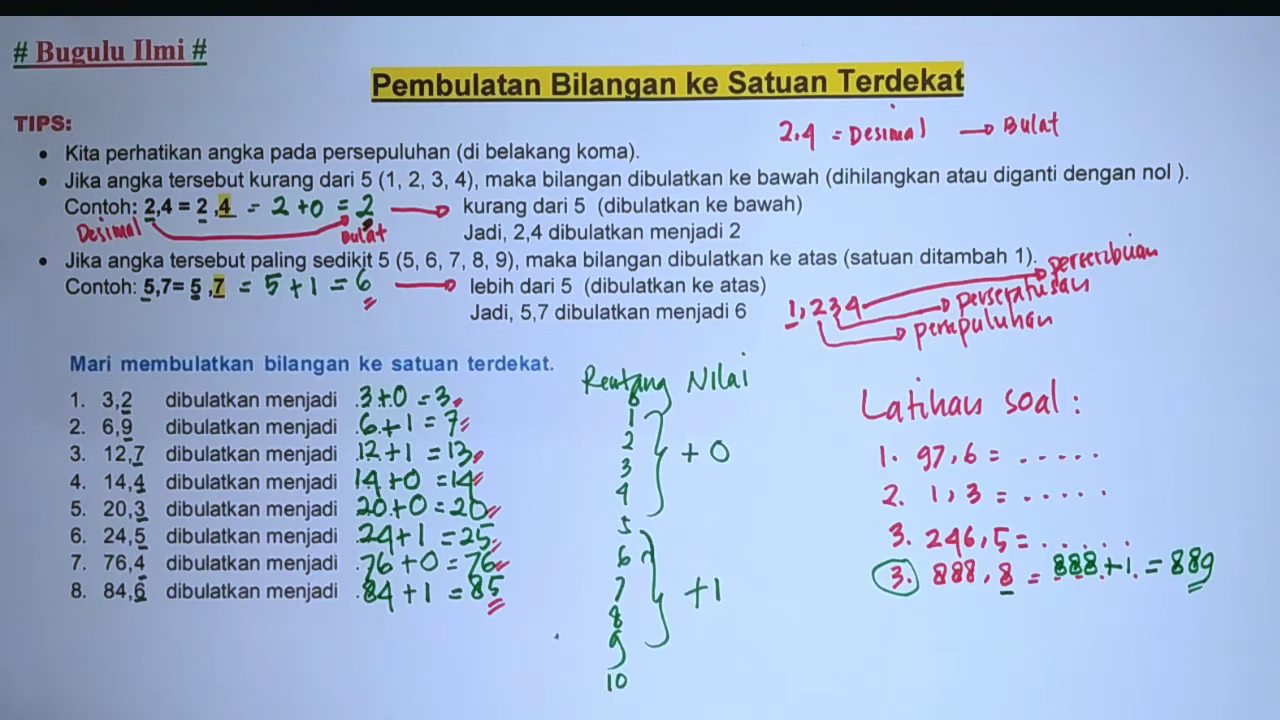 # Bugulu Ilmi #
Pembulatan Bilangan ke Satuan Terdekat
TIPS:
2.4 = Desimal → Bulat
• Kita perhatikan angka pada persepuluhan (di belakang koma).
• Jika angka tersebut kurang dari 5 (1, 2, 3, 4), maka bilangan dibulatkan ke bawah (dihilangkan atau diganti dengan nol ).
Contoh: 2,4 = 2 ,4 = 2 + 0 = 2 → kurang dari 5 (dibulatkan ke bawah)
Desimal Bulat
Jadi, 2,4 dibulatkan menjadi 2
• Jika angka tersebut paling sedikit 5 (5, 6, 7, 8, 9), maka bilangan dibulatkan ke atas (satuan ditambah 1).
Contoh: 5,7= 5 ,7 = 5 + 1 = 6 → lebih dari 5 (dibulatkan ke atas)
Jadi, 5,7 dibulatkan menjadi 6
1,234
perseribuan
perseratusan
persepuluhan
Mari membulatkan bilangan ke satuan terdekat.
1. 3,2 dibulatkan menjadi 3+0 = 3
2. 6,9 dibulatkan menjadi 6+1 = 7
3. 12,7 dibulatkan menjadi 12+1 = 13
4. 14,4 dibulatkan menjadi 14+0 = 14
5. 20,3 dibulatkan menjadi 20+0 = 20
6. 24,5 dibulatkan menjadi 24+1 = 25
7. 76,4 dibulatkan menjadi 76+0 = 76
8. 84,6 dibulatkan menjadi 84+1 = 85
Rentang Nilai
0
1
2
3
4
+ 0
5
6
7
8
9
+1
10
Latihan soal :
1. 97,6 = .....
2. 1,3 = .....
3. 246,5 = .....
3. 888,8 = 888+1 = 889